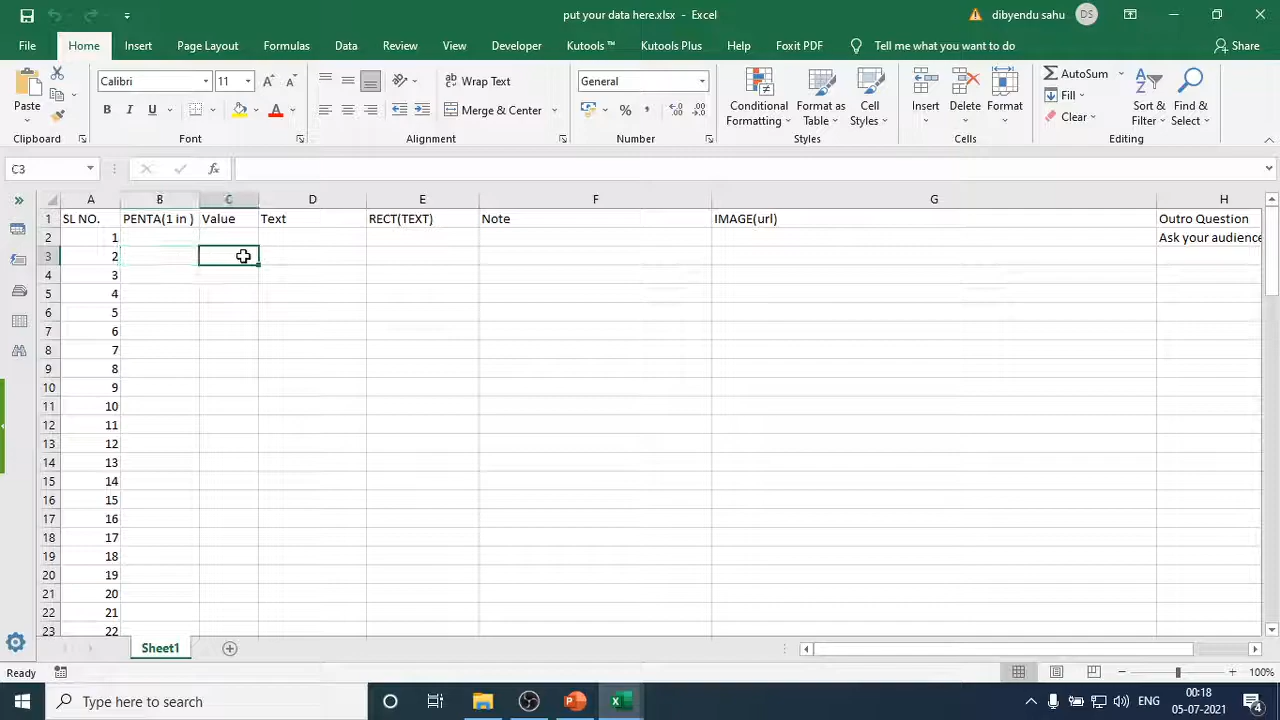 put your data here.xlsx - Excel
dibyendu sahu DS
File Home Insert Page Layout Formulas Data Review View Developer Kutools ™ Kutools Plus Help Foxit PDF Tell me what you want to do Share
Paste
Calibri 11
Wrap Text
General
Conditional Formatting
Format as Table
Cell Styles
Insert
Delete
Format
AutoSum
Fill
Clear
Sort & Filter
Find & Select
B I U A
Merge & Center
%
Clipboard Font Alignment Number Styles Cells Editing
C3 fx
A B C D E F G H
1 SL NO. PENTA(1 in ) Value Text RECT(TEXT) Note IMAGE(url) Outro Question
2 1 Ask your audience
3 2
4 3
5 4
6 5
7 6
8 7
9 8
10 9
11 10
12 11
13 12
14 13
15 14
16 15
17 16
18 17
19 18
20 19
21 20
22 21
23 22
Sheet1
Ready 100%
Type here to search
ENG
00:18
05-07-2021
4